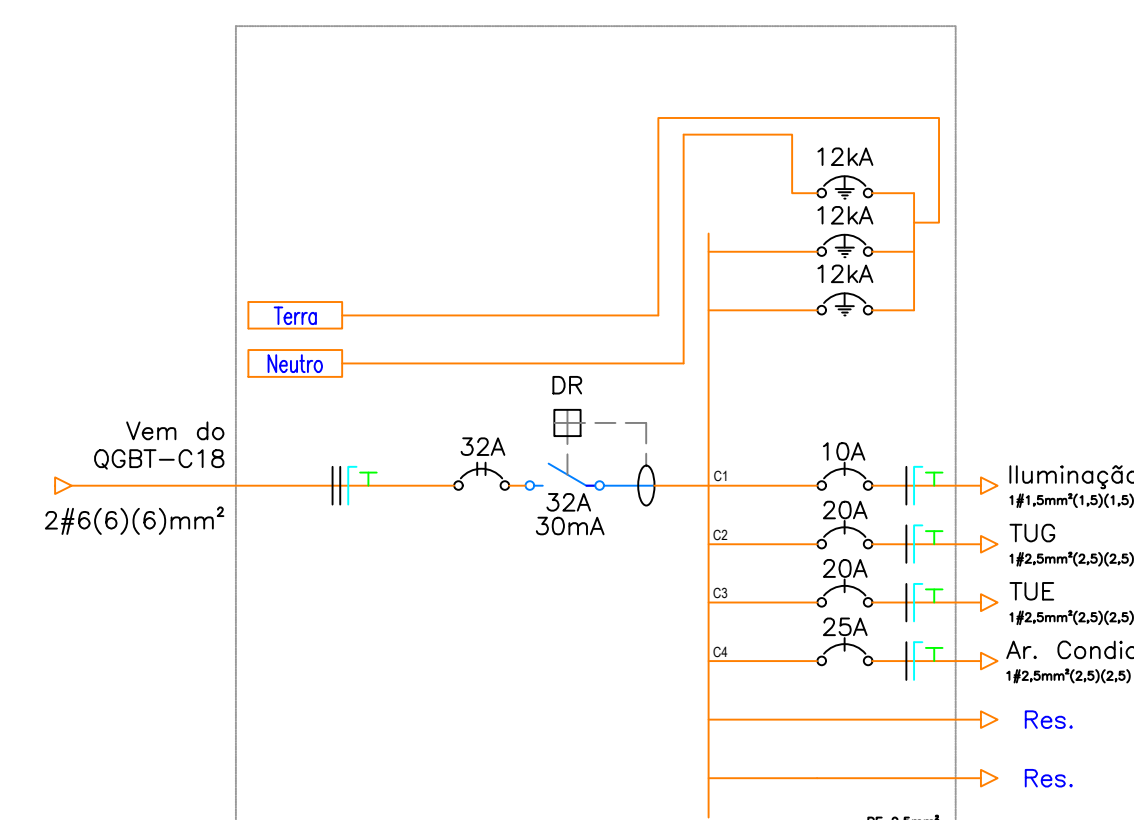 12kA
12kA
12kA
Terra
Neutro
DR
Vem do
QGBT-C18
2#6(6)(6)mm²
32A
32A
30mA
C1
10A
Iluminação
1#1,5mm²(1,5)(1,5)
C2
20A
TUG
1#2,5mm²(2,5)(2,5)
C3
20A
TUE
1#2,5mm²(2,5)(2,5)
C4
25A
Ar. Condic
1#2,5mm²(2,5)(2,5)
Res.
Res.